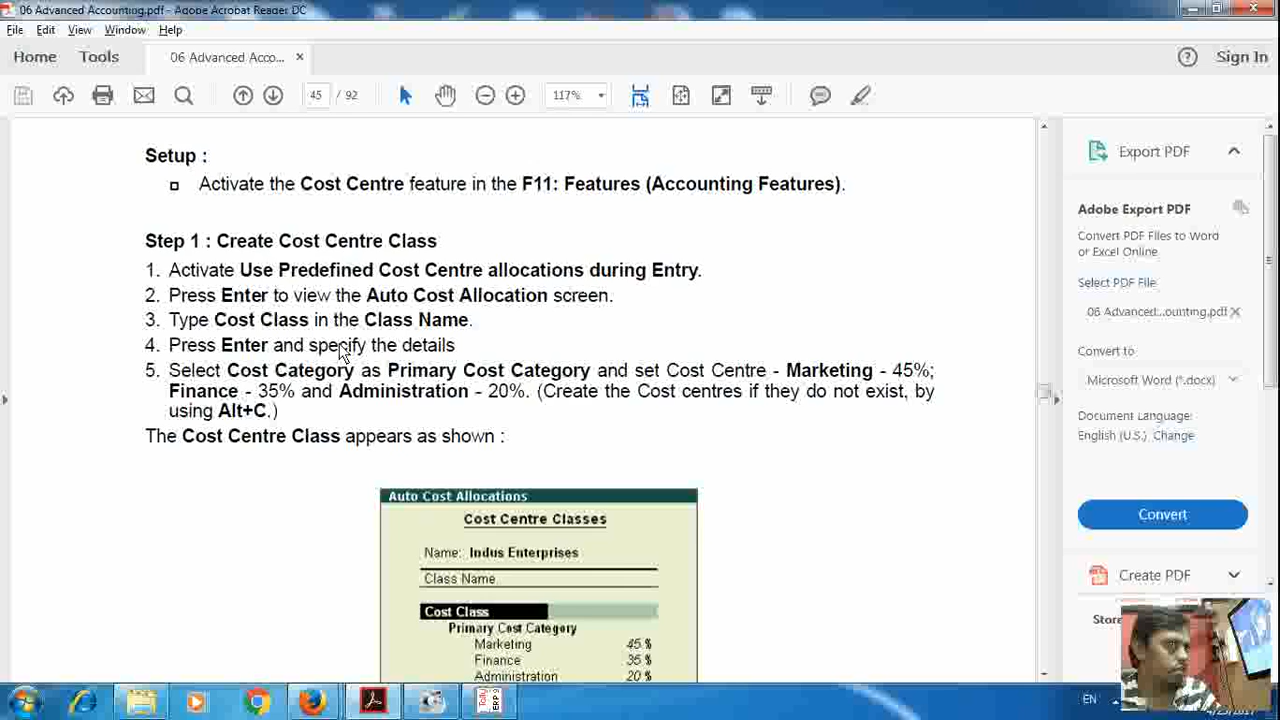 06 Advanced Accounting.pdf - Adobe Acrobat Reader DC
File Edit View Window Help
Home Tools 06 Advanced Acco... ×
Sign In
45 / 92 117%
Setup :
Activate the Cost Centre feature in the F11: Features (Accounting Features).
Step 1 : Create Cost Centre Class
1. Activate Use Predefined Cost Centre allocations during Entry.
2. Press Enter to view the Auto Cost Allocation screen.
3. Type Cost Class in the Class Name.
4. Press Enter and specify the details
5. Select Cost Category as Primary Cost Category and set Cost Centre - Marketing - 45%;
Finance - 35% and Administration - 20%. (Create the Cost centres if they do not exist, by
using Alt+C.)
The Cost Centre Class appears as shown :
Auto Cost Allocations
Cost Centre Classes
Name: Indus Enterprises
Class Name
Cost Class
Primary Cost Category
Marketing 45 %
Finance 35 %
Administration 20 %
Export PDF
Adobe Export PDF
Convert PDF Files to Word
or Excel Online
Select PDF File
06 Advanced...ounting.pdf ×
Convert to
Microsoft Word (*.docx)
Document Language:
English (U.S.) Change
Convert
Create PDF
Stor
Tally
ERP 9
EN